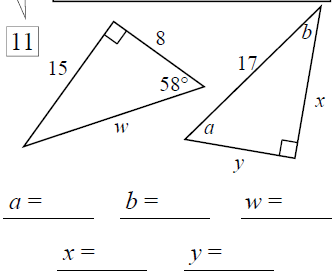 11
15
8
58°
w
17
b
a
x
y
a =
b =
w =
x =
y =